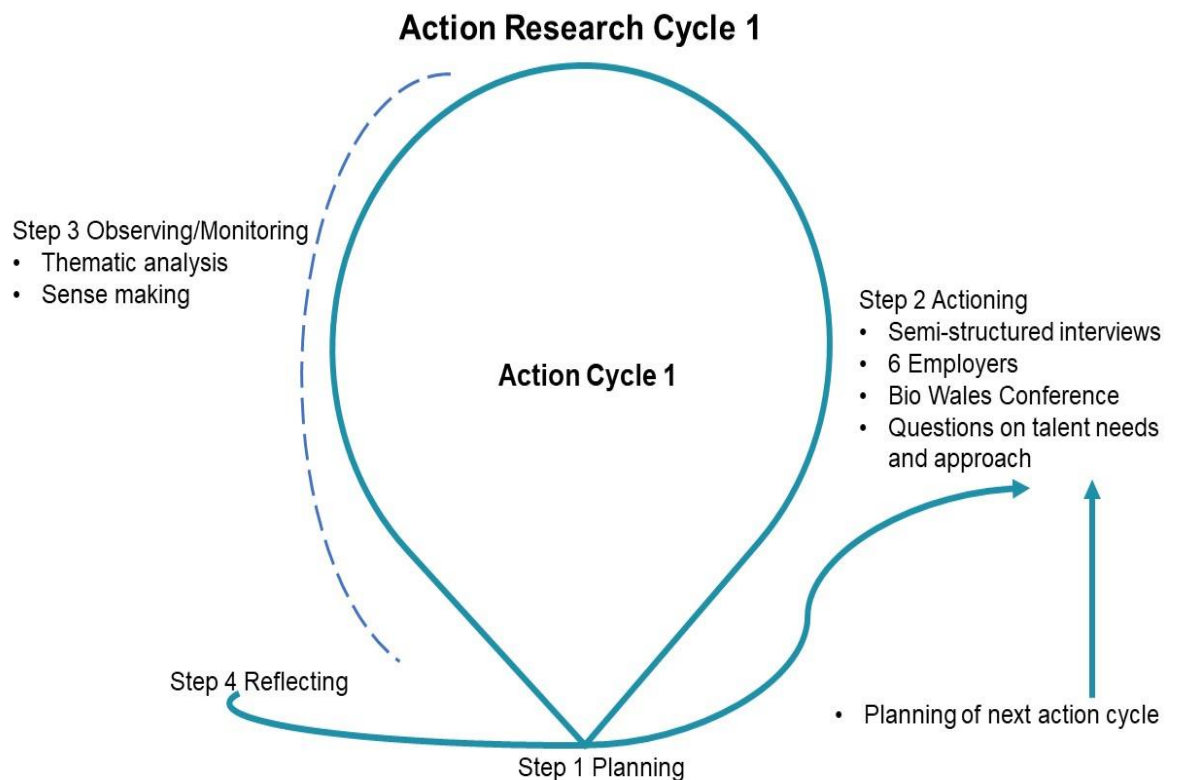 Action Research Cycle 1
Step 3 Observing/Monitoring
• Thematic analysis
• Sense making
Step 2 Actioning
• Semi-structured interviews
• 6 Employers
• Bio Wales Conference
• Questions on talent needs
and approach
Action Cycle 1
Step 4 Reflecting
• Planning of next action cycle
Step 1 Planning